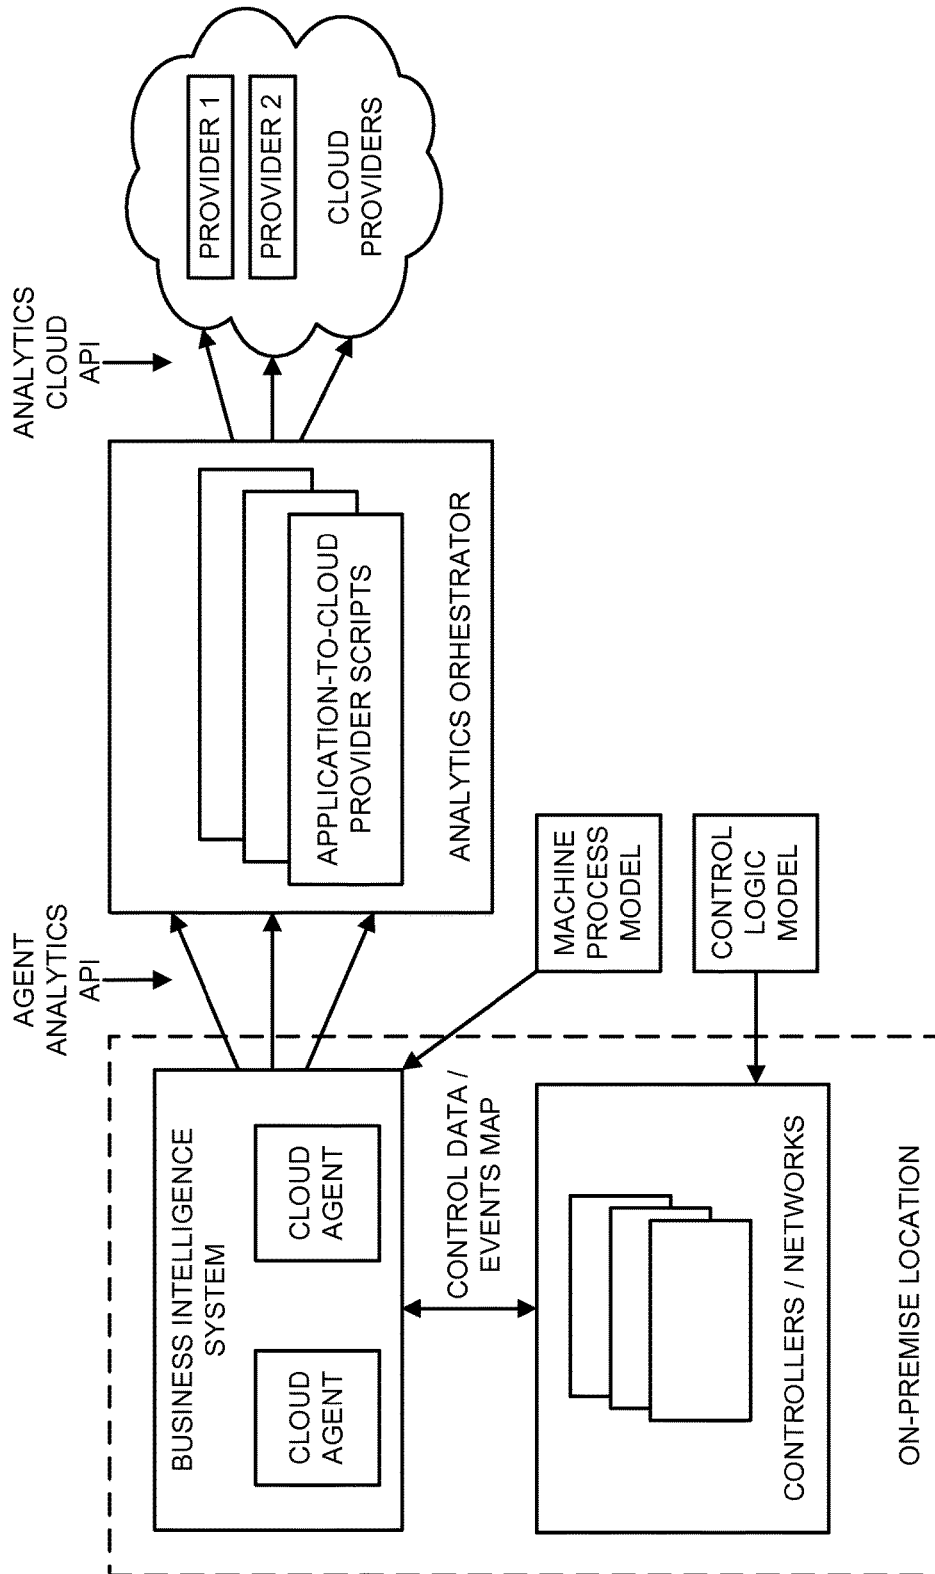 BUSINESS INTELLIGENCE
SYSTEM
CLOUD
AGENT
CLOUD
AGENT
CONTROL DATA /
EVENTS MAP
CONTROLLERS / NETWORKS
ON-PREMISE LOCATION
AGENT
ANALYTICS
API
MACHINE
PROCESS
MODEL
CONTROL
LOGIC
MODEL
APPLICATION-TO-CLOUD
PROVIDER SCRIPTS
ANALYTICS ORHESTRATOR
ANALYTICS
CLOUD
API
PROVIDER 1
PROVIDER 2
CLOUD
PROVIDERS